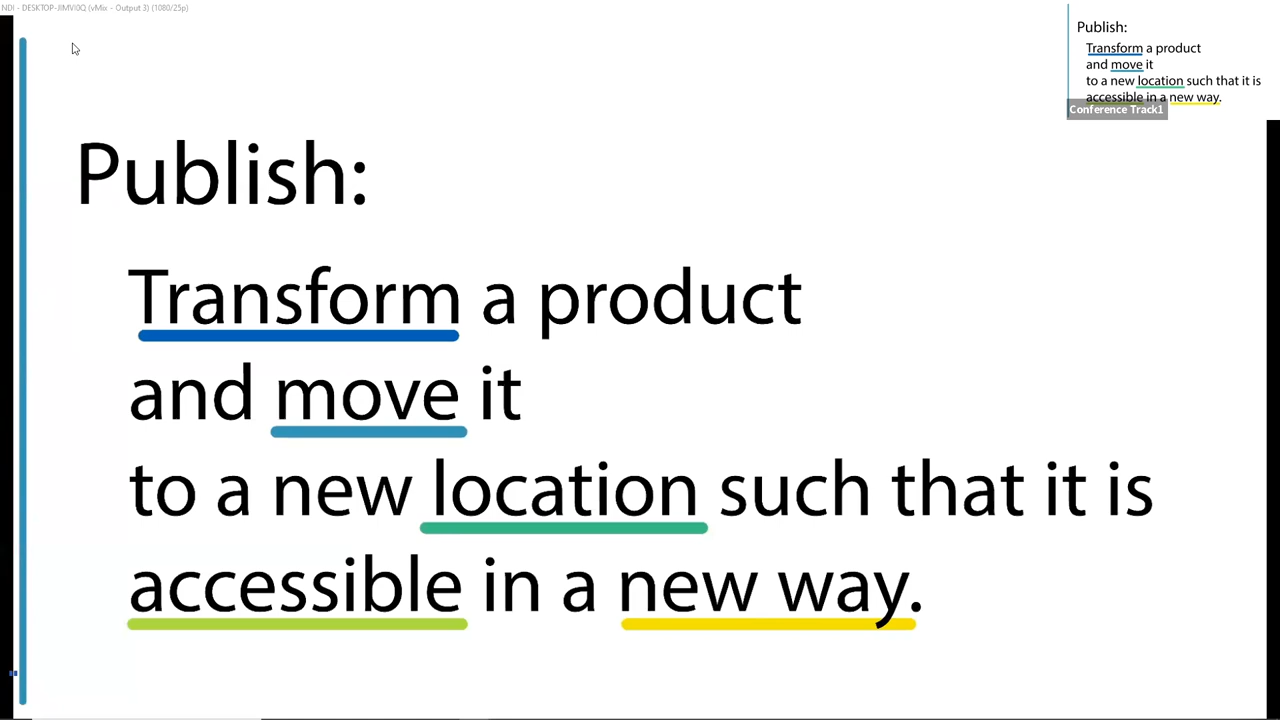 NDI - DESKTOP-JIMVI0Q (vMix - Output 3) (1080/25p)
Publish:
Transform a product
and move it
to a new location such that it is
accessible in a new way.
Conference Track1
Publish:
Transform a product
and move it
to a new location such that it is
accessible in a new way.